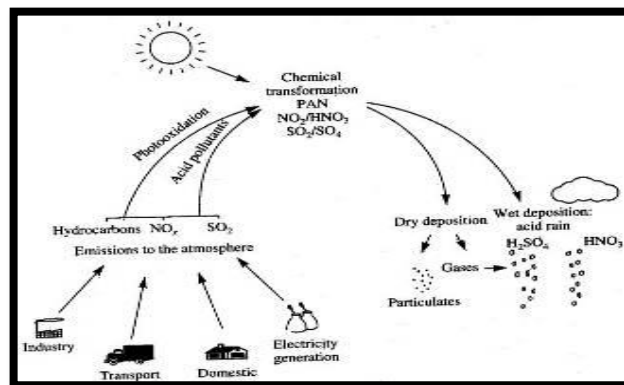 Chemical
transformation
PAN
NO₂/HNO₃
SO₂/SO₄
Photooxidation
Acid pollutants
Hydrocarbons NOₓ SO₂
Emissions to the atmosphere
Industry
Transport
Domestic
Electricity
generation
Dry deposition
Wet deposition:
acid rain
H₂SO₄ HNO₃
Gases
Particulates